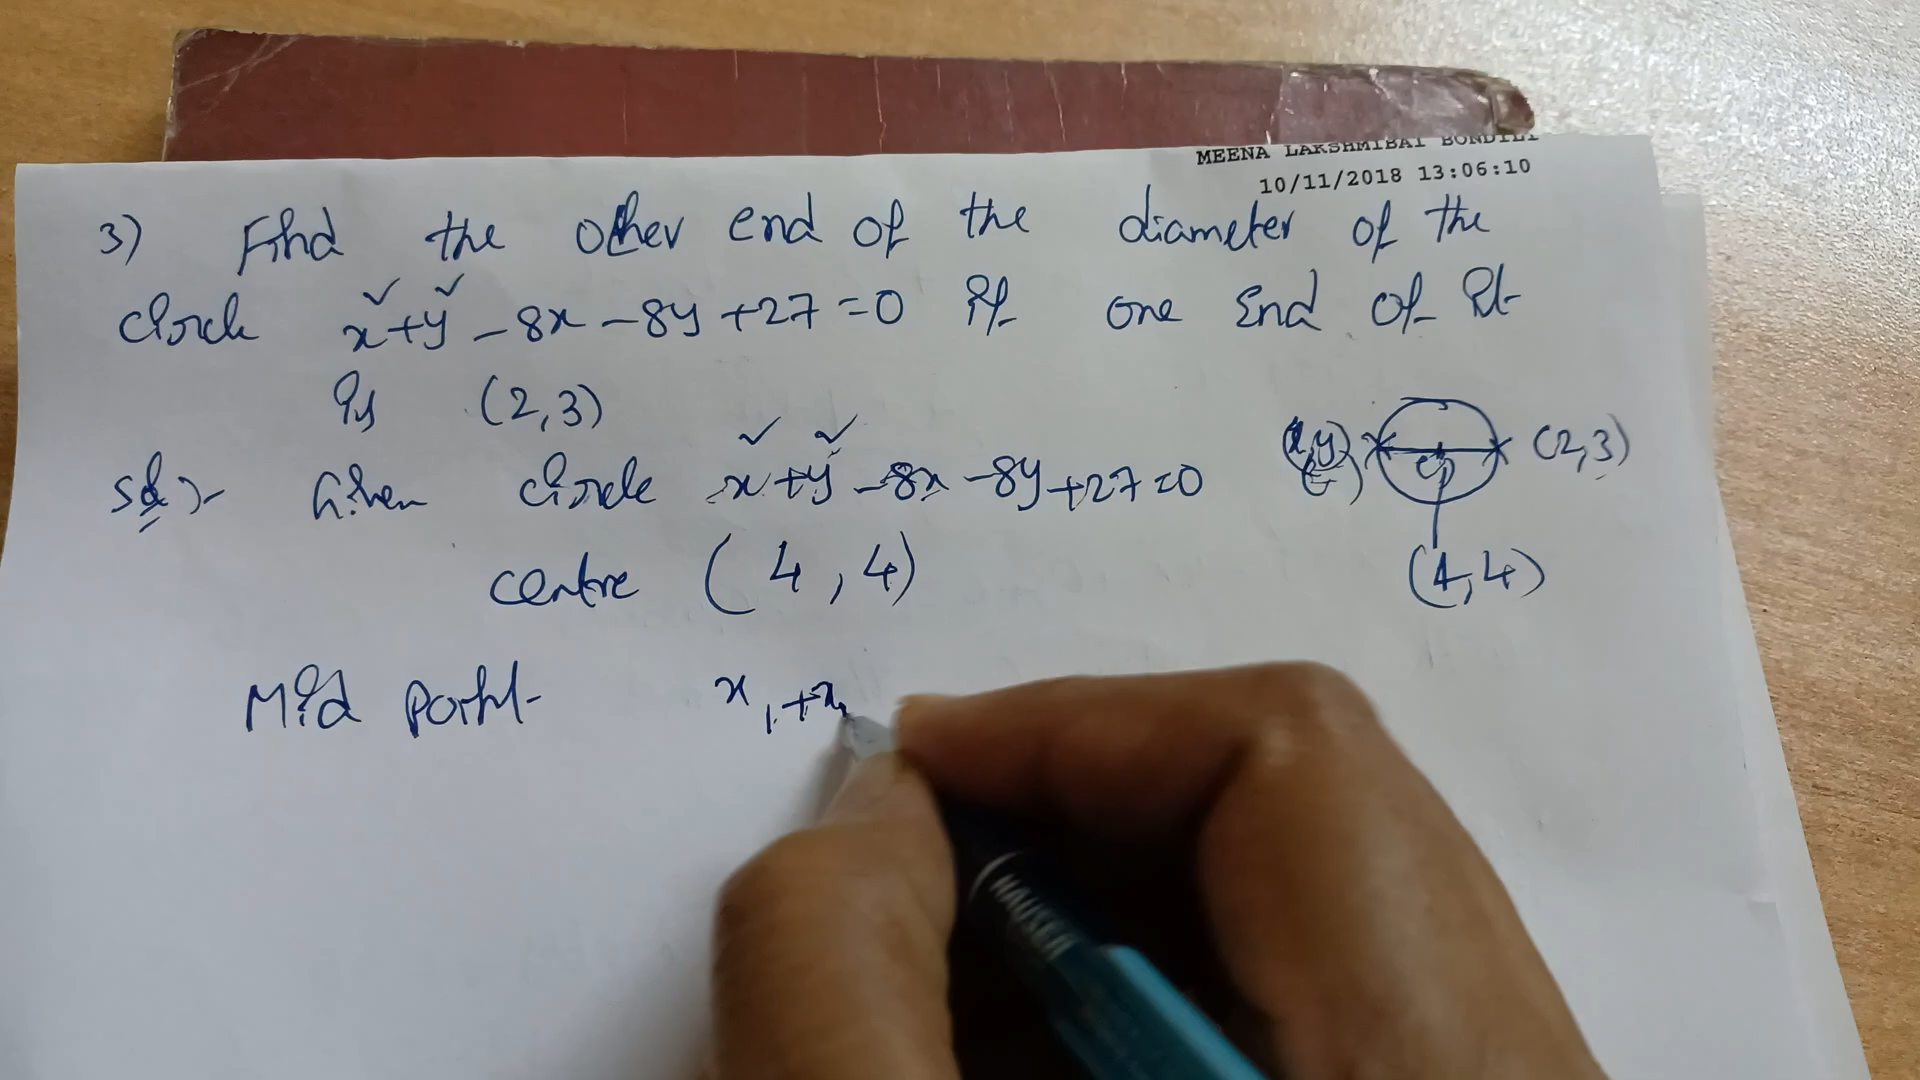 MEENA LAKSHMIBAI BONDILI
10/11/2018 13:06:10
3) Find the other end of the diameter of the
circle x²+y²-8x-8y+27=0 if one end of it
is (2,3)
Sol:- Given circle x²+y²-8x-8y+27=0
(x,y) (2,3)
centre (4,4)
(4,4)
Mid point x₁+x₂
HAUSER